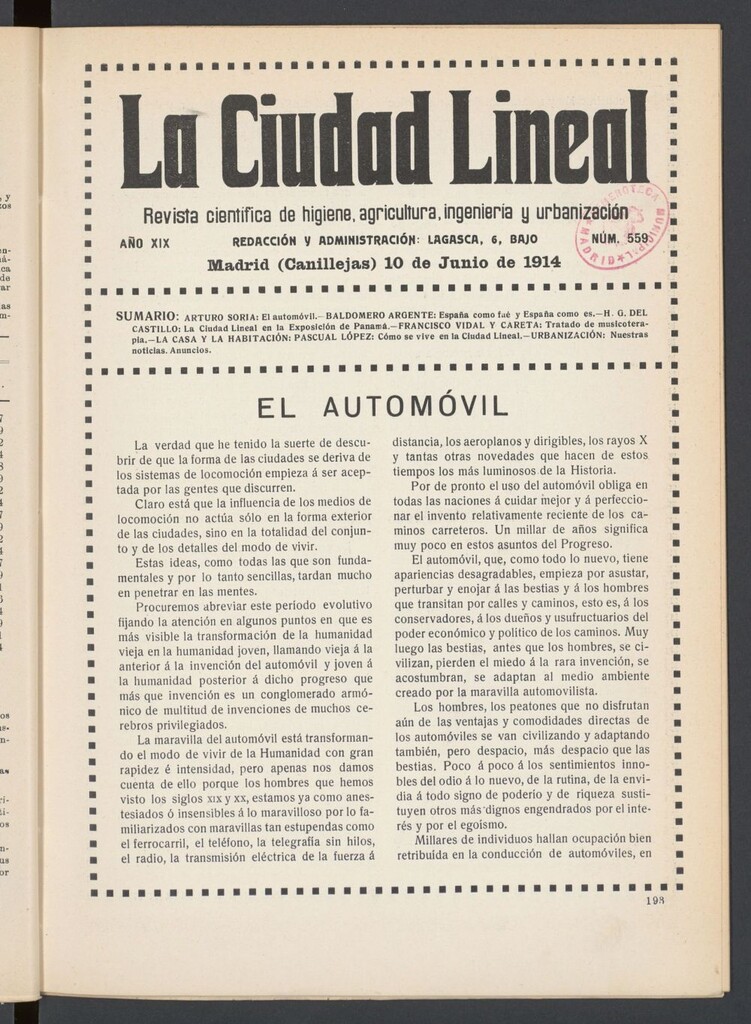 La Ciudad Lineal
Revista científica de higiene, agricultura, ingeniería y urbanización
AÑO XIX
REDACCIÓN Y ADMINISTRACIÓN: LAGASCA, 6, BAJO
NÚM. 559
HEMEROTECA MUNICIPAL
MADRID
Madrid (Canillejas) 10 de Junio de 1914
SUMARIO: ARTURO SORIA: El automóvil.—BALDOMERO ARGENTE: España como fué y España como es.—H. G. DEL
CASTILLO: La Ciudad Lineal en la Exposición de Panamá.—FRANCISCO VIDAL Y CARETA: Tratado de musicotera-
pia.—LA CASA Y LA HABITACIÓN: PASCUAL LÓPEZ: Cómo se vive en la Ciudad Lineal.—URBANIZACIÓN: Nuestras
noticias. Anuncios.
EL AUTOMÓVIL
La verdad que he tenido la suerte de descu-
brir de que la forma de las ciudades se deriva de
los sistemas de locomoción empieza á ser acep-
tada por las gentes que discurren.
Claro está que la influencia de los medios de
locomoción no actúa sólo en la forma exterior
de las ciudades, sino en la totalidad del conjun-
to y de los detalles del modo de vivir.
Estas ideas, como todas las que son funda-
mentales y por lo tanto sencillas, tardan mucho
en penetrar en las mentes.
Procuremos abreviar este período evolutivo
fijando la atención en algunos puntos en que es
más visible la transformación de la humanidad
vieja en la humanidad joven, llamando vieja á la
anterior á la invención del automóvil y joven á
la humanidad posterior á dicho progreso que
más que invención es un conglomerado armó-
nico de multitud de invenciones de muchos ce-
rebros privilegiados.
La maravilla del automóvil está transforman-
do el modo de vivir de la Humanidad con gran
rapidez é intensidad, pero apenas nos damos
cuenta de ello porque los hombres que hemos
visto los siglos XIX y XX, estamos ya como anes-
tesiados ó insensibles á lo maravilloso por lo fa-
miliarizados con maravillas tan estupendas como
el ferrocarril, el teléfono, la telegrafía sin hilos,
el radio, la transmisión eléctrica de la fuerza á
distancia, los aeroplanos y dirigibles, los rayos X
y tantas otras novedades que hacen de estos
tiempos los más luminosos de la Historia.
Por de pronto el uso del automóvil obliga en
todas las naciones á cuidar mejor y á perfeccio-
nar el invento relativamente reciente de los ca-
minos carreteros. Un millar de años significa
muy poco en estos asuntos del Progreso.
El automóvil, que, como todo lo nuevo, tiene
apariencias desagradables, empieza por asustar,
perturbar y enojar á las bestias y á los hombres
que transitan por calles y caminos, esto es, á los
conservadores, á los dueños y usufructuarios del
poder económico y político de los caminos. Muy
luego las bestias, antes que los hombres, se ci-
vilizan, pierden el miedo á la rara invención, se
acostumbran, se adaptan al medio ambiente
creado por la maravilla automovilista.
Los hombres, los peatones que no disfrutan
aún de las ventajas y comodidades directas de
los automóviles se van civilizando y adaptando
también, pero despacio, más despacio que las
bestias. Poco á poco á los sentimientos inno-
bles del odio á lo nuevo, de la rutina, de la envi-
dia á todo signo de poderío y de riqueza susti-
tuyen otros más dignos engendrados por el inte-
rés y por el egoismo.
Millares de individuos hallan ocupación bien
retribuida en la conducción de automóviles, en
193